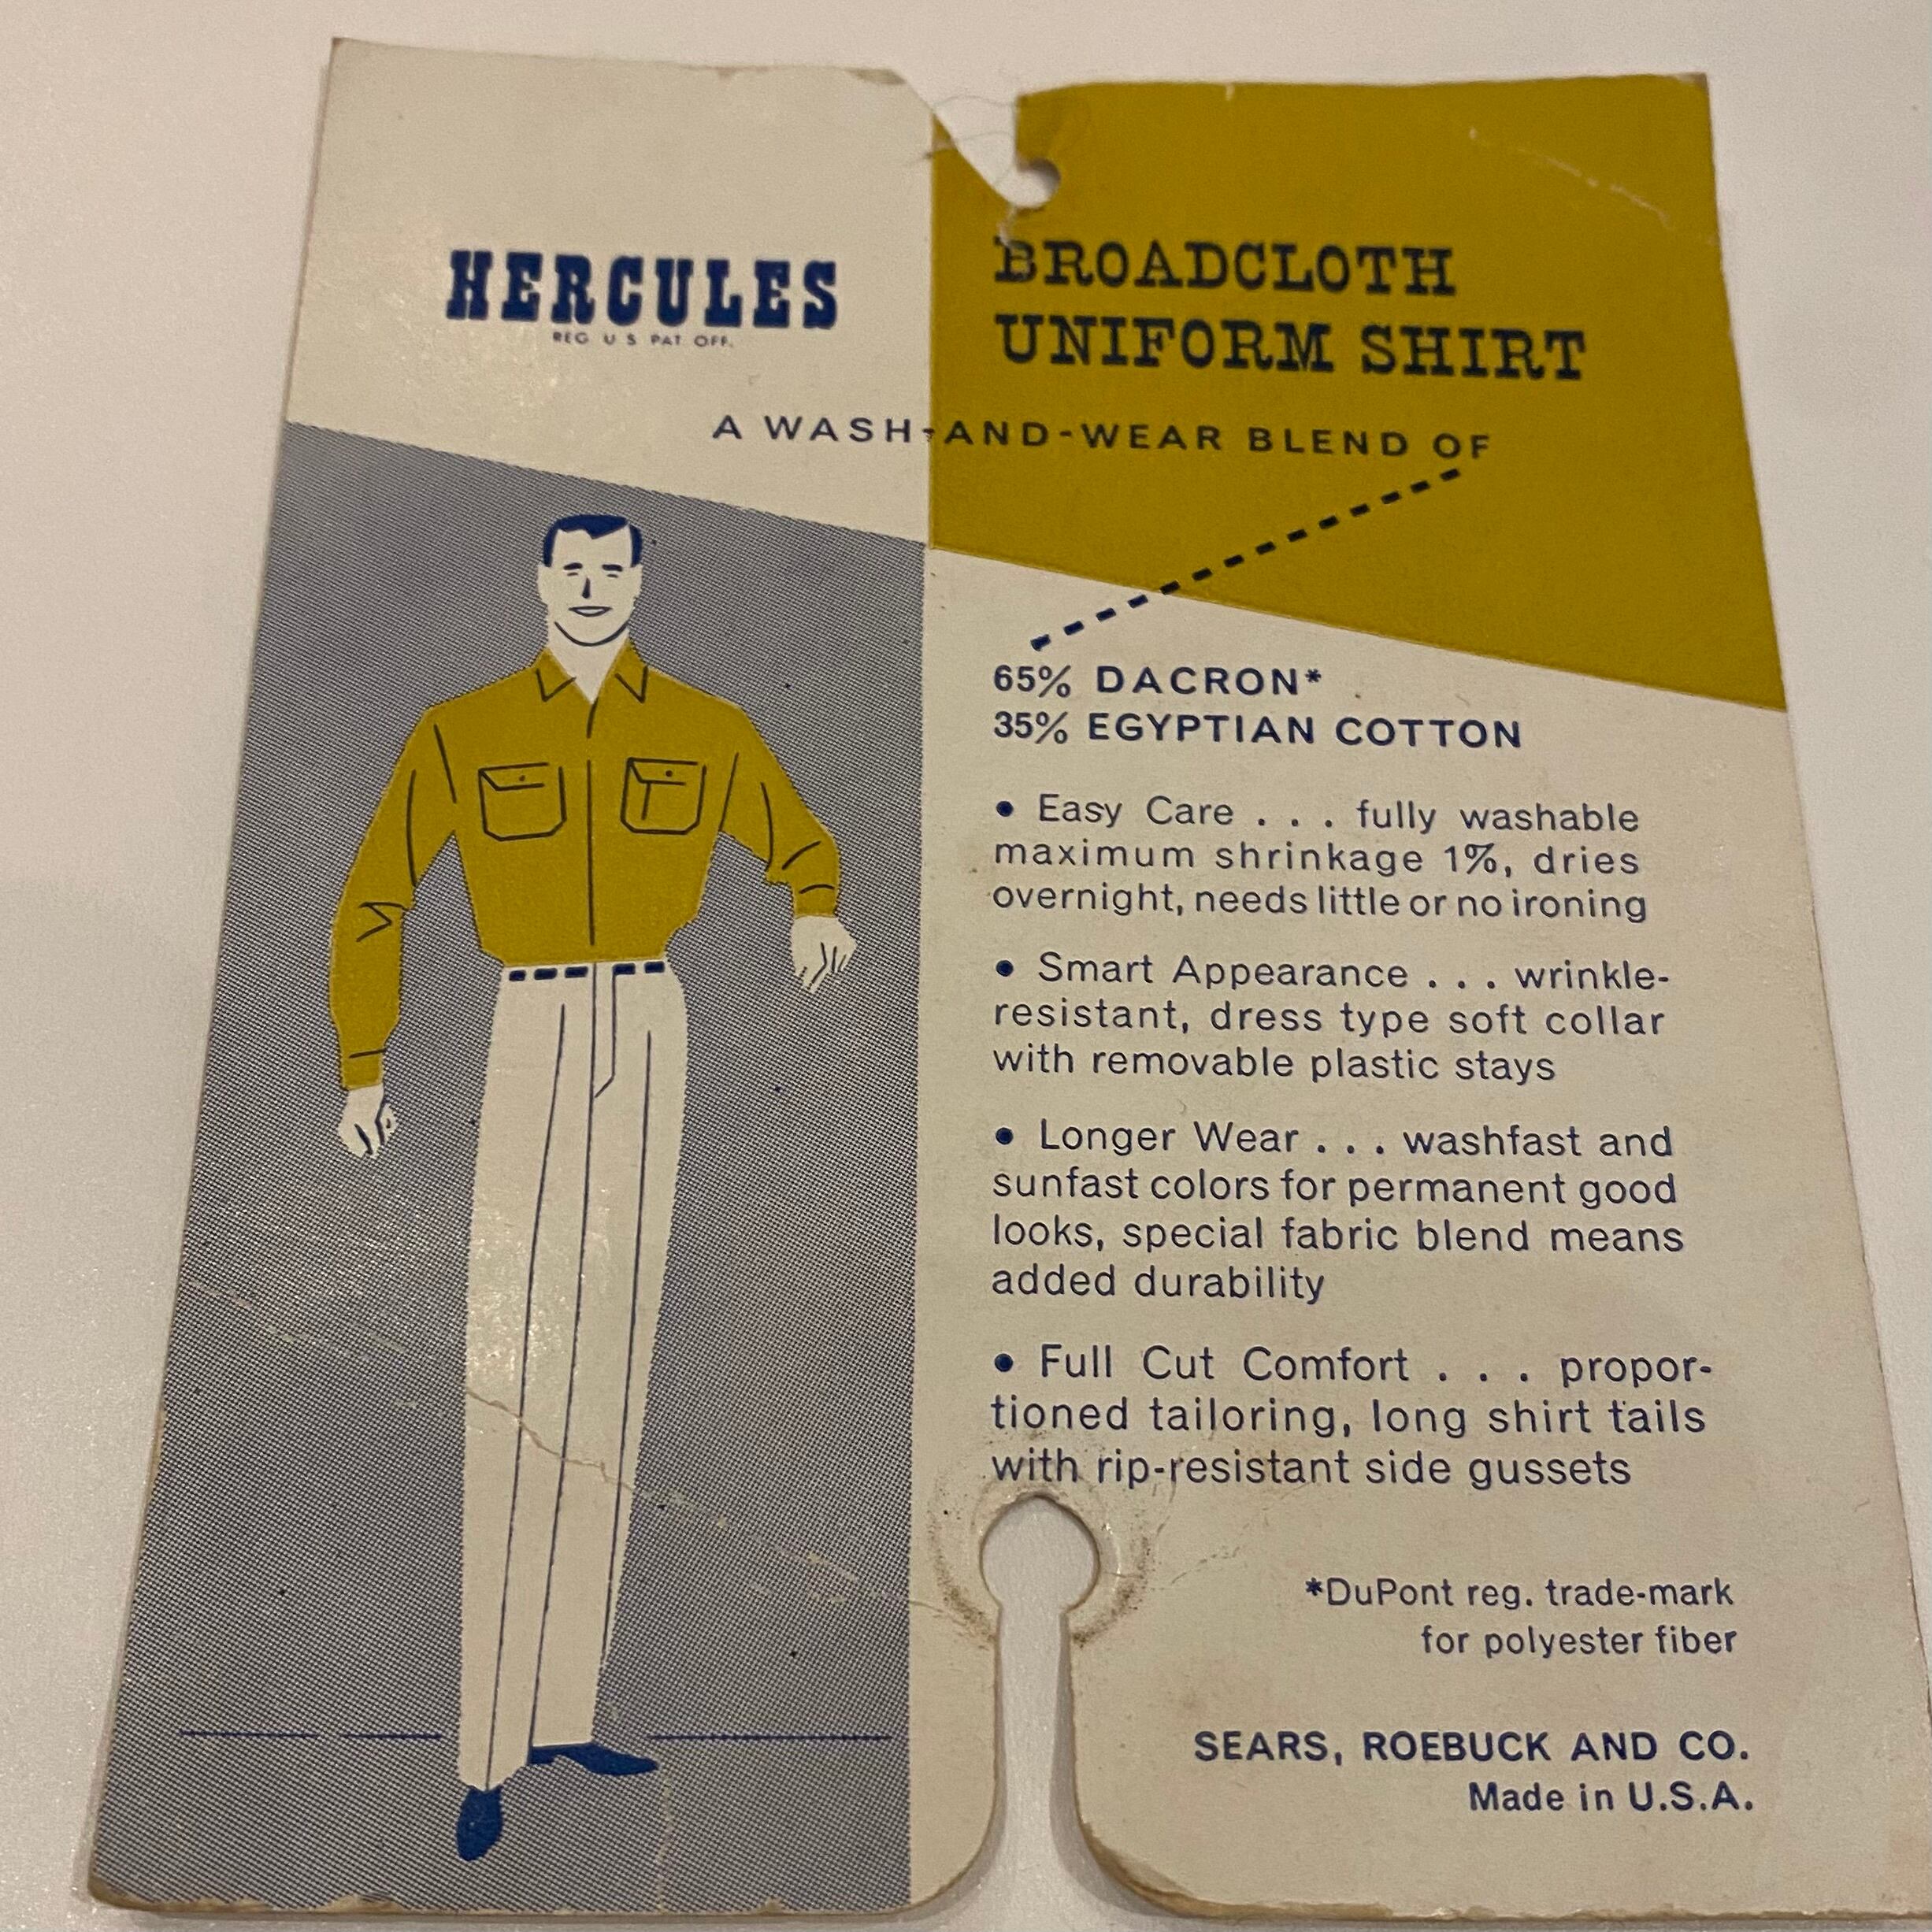 HERCULES
REG U S PAT OFF.
BROADCLOTH
UNIFORM SHIRT
A WASH-AND-WEAR BLEND OF
65% DACRON*
35% EGYPTIAN COTTON
• Easy Care . . . fully washable
maximum shrinkage 1%, dries
overnight, needs little or no ironing
• Smart Appearance . . . wrinkle-
resistant, dress type soft collar
with removable plastic stays
• Longer Wear . . . washfast and
sunfast colors for permanent good
looks, special fabric blend means
added durability
• Full Cut Comfort . . . propor-
tioned tailoring, long shirt tails
with rip-resistant side gussets
*DuPont reg. trade-mark
for polyester fiber
SEARS, ROEBUCK AND CO.
Made in U.S.A.